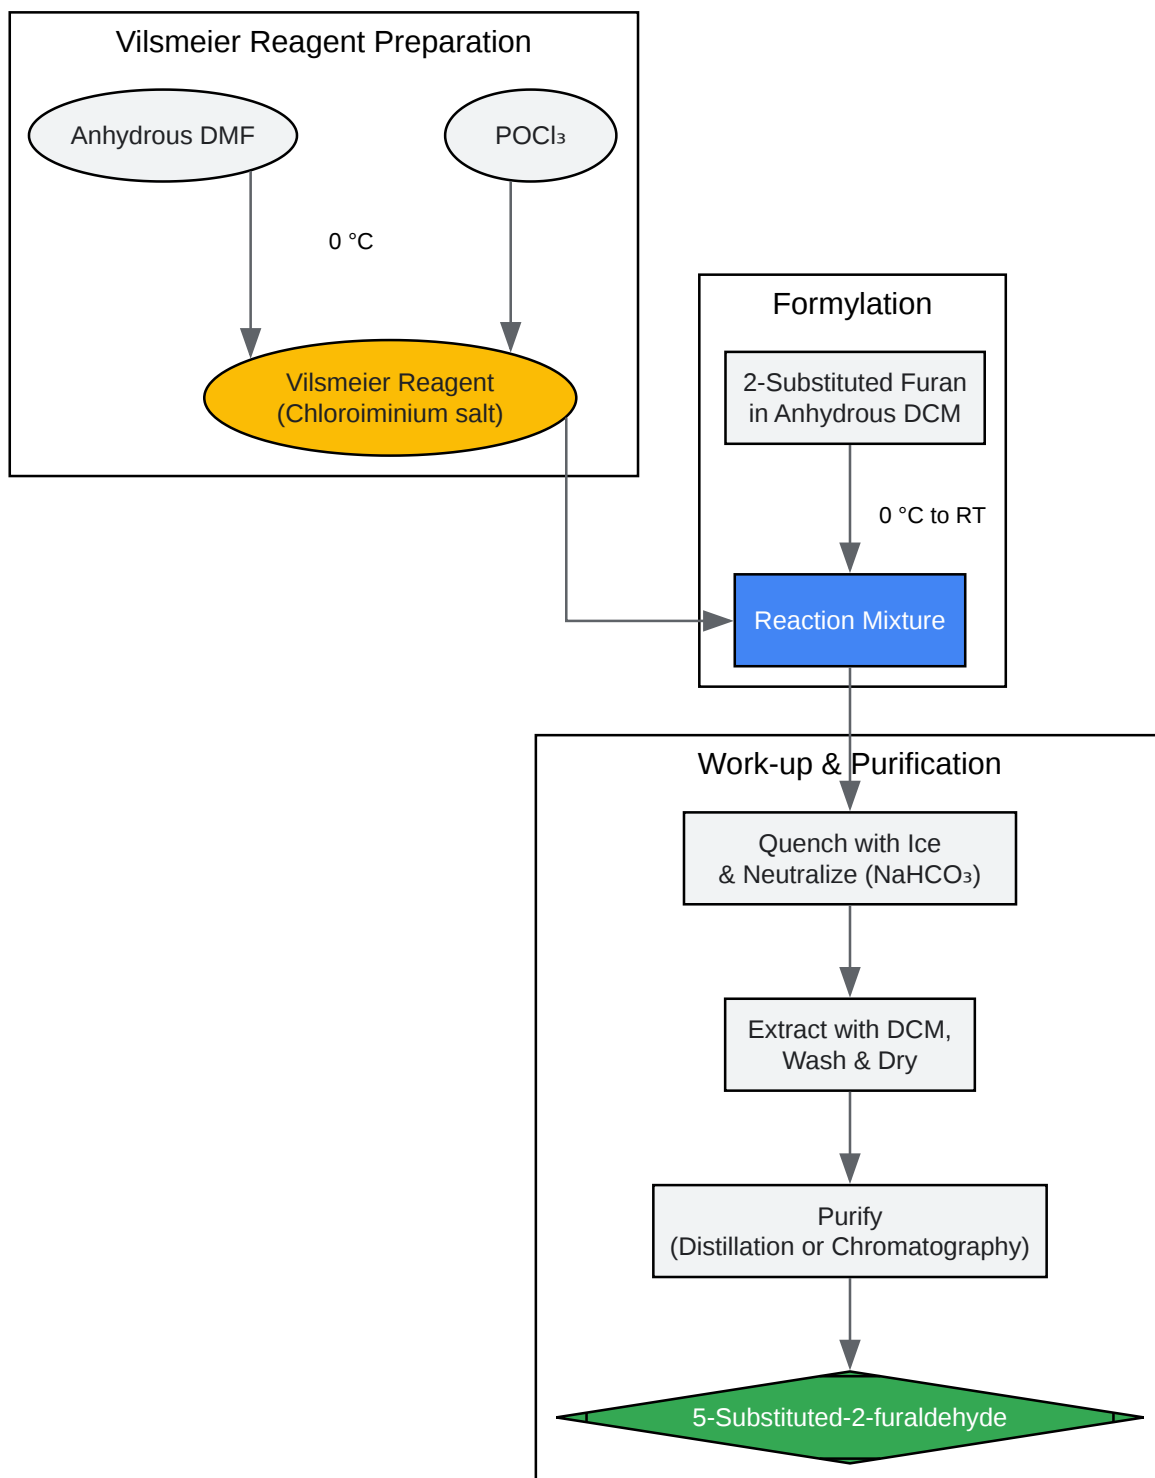 Vilsmeier Reagent Preparation
Anhydrous DMF
POCl₃
0 °C
Vilsmeier Reagent
(Chloroiminium salt)
Formylation
2-Substituted Furan
in Anhydrous DCM
0 °C to RT
Reaction Mixture
Work-up & Purification
Quench with Ice
& Neutralize (NaHCO₃)
Extract with DCM,
Wash & Dry
Purify
(Distillation or Chromatography)
5-Substituted-2-furaldehyde